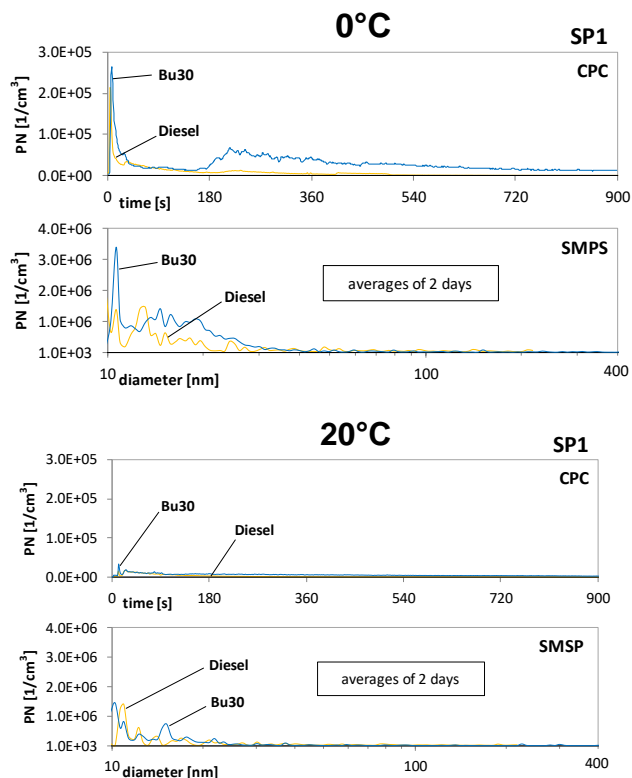 0°C
SP1
3.0E+05
CPC
Bu30
2.0E+05
PN [1/cm³]
Diesel
1.0E+05
0.0E+00
time [s] 180 360 540 720 900
4.0E+06
SMPS
Bu30
3.0E+06
PN [1/cm³]
averages of 2 days
2.0E+06
Diesel
1.0E+06
1.0E+03
10 100 400
diameter [nm]
20°C
SP1
3.0E+05
CPC
Bu30
2.0E+05
PN [1/cm³]
Diesel
1.0E+05
0.0E+00
0 time [s] 180 360 540 720 900
4.0E+06
SMSP
Diesel
3.0E+06
PN [1/cm³]
averages of 2 days
2.0E+06
Bu30
1.0E+06
1.0E+03
10 100 400
diameter [nm]